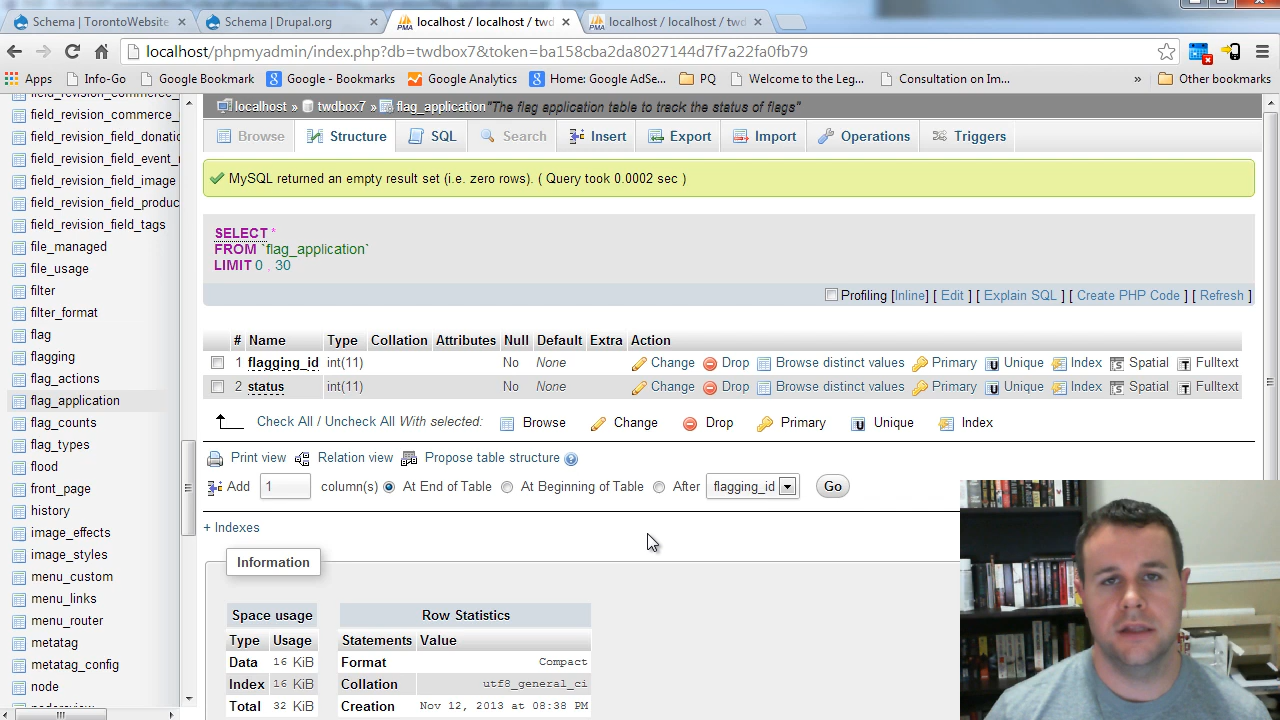 Schema | TorontoWebsite
Schema | Drupal.org
localhost / localhost / twd
localhost / localhost / twd
localhost/phpmyadmin/index.php?db=twdbox7&token=ba158cba2da8027144d7f7a22fa0fb79
Apps Info-Go Google Bookmark Google - Bookmarks Google Analytics Home: Google AdSe... PQ Welcome to the Leg... Consultation on Im... » Other bookmarks
field_revision_commerce_
field_revision_commer_
field_revision_field_donatio
field_revision_field_event_r
field_revision_field_image
field_revision_field_produc
field_revision_field_tags
file_managed
file_usage
filter
filter_format
flag
flagging
flag_actions
flag_application
flag_counts
flag_types
flood
front_page
history
image_effects
image_styles
menu_custom
menu_links
menu_router
metatag
metatag_config
node
localhost » twdbox7 » flag_application "The flag application table to track the status of flags"
Browse Structure SQL Search Insert Export Import Operations Triggers
MySQL returned an empty result set (i.e. zero rows). ( Query took 0.0002 sec )
SELECT *
FROM `flag_application`
LIMIT 0 , 30
Profiling [Inline] [ Edit ] [ Explain SQL ] [ Create PHP Code ] [ Refresh ]
# Name Type Collation Attributes Null Default Extra Action
1 flagging_id int(11) No None Change Drop Browse distinct values Primary Unique Index Spatial Fulltext
2 status int(11) No None Change Drop Browse distinct values Primary Unique Index Spatial Fulltext
Check All / Uncheck All With selected: Browse Change Drop Primary Unique Index
Print view Relation view Propose table structure
Add 1 column(s) At End of Table At Beginning of Table After flagging_id Go
+ Indexes
Information
Space usage
Type Usage
Data 16 KiB
Index 16 KiB
Total 32 KiB
Row Statistics
Statements Value
Format Compact
Collation utf8_general_ci
Creation Nov 12, 2013 at 08:38 PM